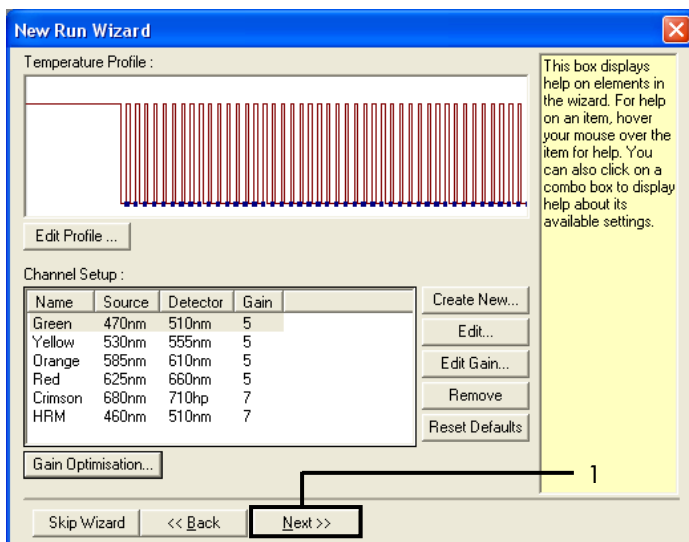 New Run Wizard
Temperature Profile :
This box displays
help on elements in
the wizard. For help
on an item, hover
your mouse over the
item for help. You
can also click on a
combo box to display
help about its
available settings.
Edit Profile ...
Channel Setup :
Name Source Detector Gain
Green 470nm 510nm 5
Yellow 530nm 555nm 5
Orange 585nm 610nm 5
Red 625nm 660nm 5
Crimson 680nm 710hp 7
HRM 460nm 510nm 7
Create New...
Edit...
Edit Gain...
Remove
Reset Defaults
Gain Optimisation...
1
Skip Wizard << Back Next >>